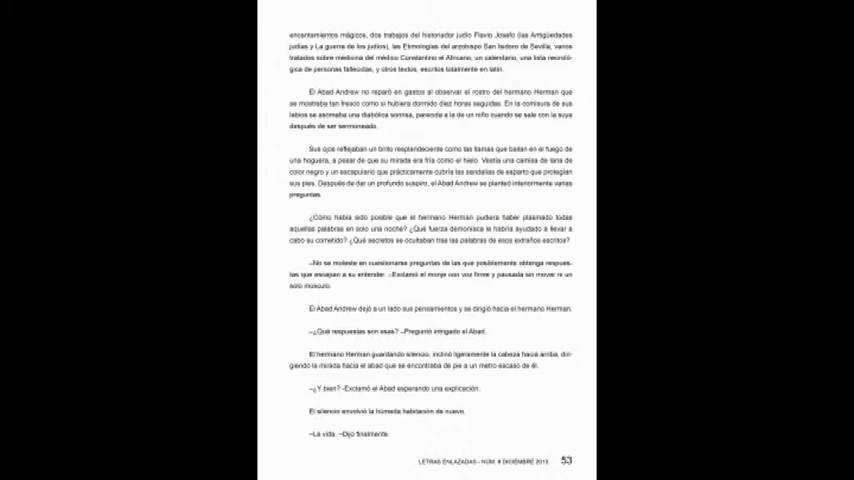 encantamientos mágicos, dos trabajos del historiador judío Flavio Josefo (las Antigüedades
judías y La guerra de los judíos), las Etimologías del arzobispo San Isidoro de Sevilla, varios
tratados sobre medicina del médico Constantino el Africano, un calendario, una lista necroló-
gica de personas fallecidas, y otros textos, escritos totalmente en latín.
El Abad Andrew no reparó en gastos al observar el rostro del hermano Herman que
se mostraba tan fresco como si hubiera dormido diez horas seguidas. En la comisura de sus
labios se asomaba una diabólica sonrisa, parecida a la de un niño cuando se sale con la suya
después de ser sermoneado.
Sus ojos reflejaban un brillo resplandeciente como las llamas que bailan en el fuego de
una hoguera, a pesar de que su mirada era fría como el hielo. Vestía una camisa de lana de
color negro y un escapulario que prácticamente cubría las sandalias de esparto que protegían
sus pies. Después de dar un profundo suspiro, el Abad Andrew se planteó interiormente varias
preguntas.
¿Cómo había sido posible que el hermano Herman pudiera haber plasmado todas
aquellas palabras en solo una noche? ¿Qué fuerza demoníaca le habría ayudado a llevar a
cabo su cometido? ¿Qué secretos se ocultaban tras las palabras de esos extraños escritos?
–No se moleste en cuestionarse preguntas de las que posiblemente obtenga respues-
tas que escapan a su entender. –Exclamó el monje con voz firme y pausada sin mover ni un
solo músculo.
El Abad Andrew dejó a un lado sus pensamientos y se dirigió hacia el hermano Herman.
–¿Qué respuestas son esas? –Preguntó intrigado el Abad.
El hermano Herman guardando silencio, inclinó ligeramente la cabeza hacia arriba, diri-
giendo la mirada hacia el abad que se encontraba de pie a un metro escaso de él.
–¿Y bien? -Exclamó el Abad esperando una explicación.
El silencio envolvió la húmeda habitación de nuevo.
–La vida. –Dijo finalmente.
LETRAS ENLAZADAS - NÚM. 8 DICIEMBRE 2013 53